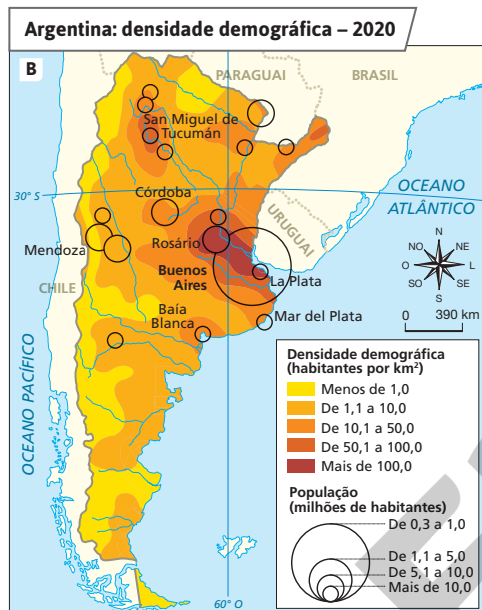 Argentina: densidade demográfica – 2020
B
PARAGUAI
BRASIL
San Miguel de
Tucumán
30° S
OCEANO
ATLÂNTICO
Córdoba
URUGUAI
Mendoza
Rosário
Buenos
Aires
La Plata
CHILE
Baía
Blanca
Mar del Plata
N
NO
NE
O
L
SO
SE
S
0 390 km
OCEANO PACÍFICO
60° O
Densidade demográfica
(habitantes por km²)
Menos de 1,0
De 1,1 a 10,0
De 10,1 a 50,0
De 50,1 a 100,0
Mais de 100,0
População
(milhões de habitantes)
De 0,3 a 1,0
De 1,1 a 5,0
De 5,1 a 10,0
Mais de 10,0